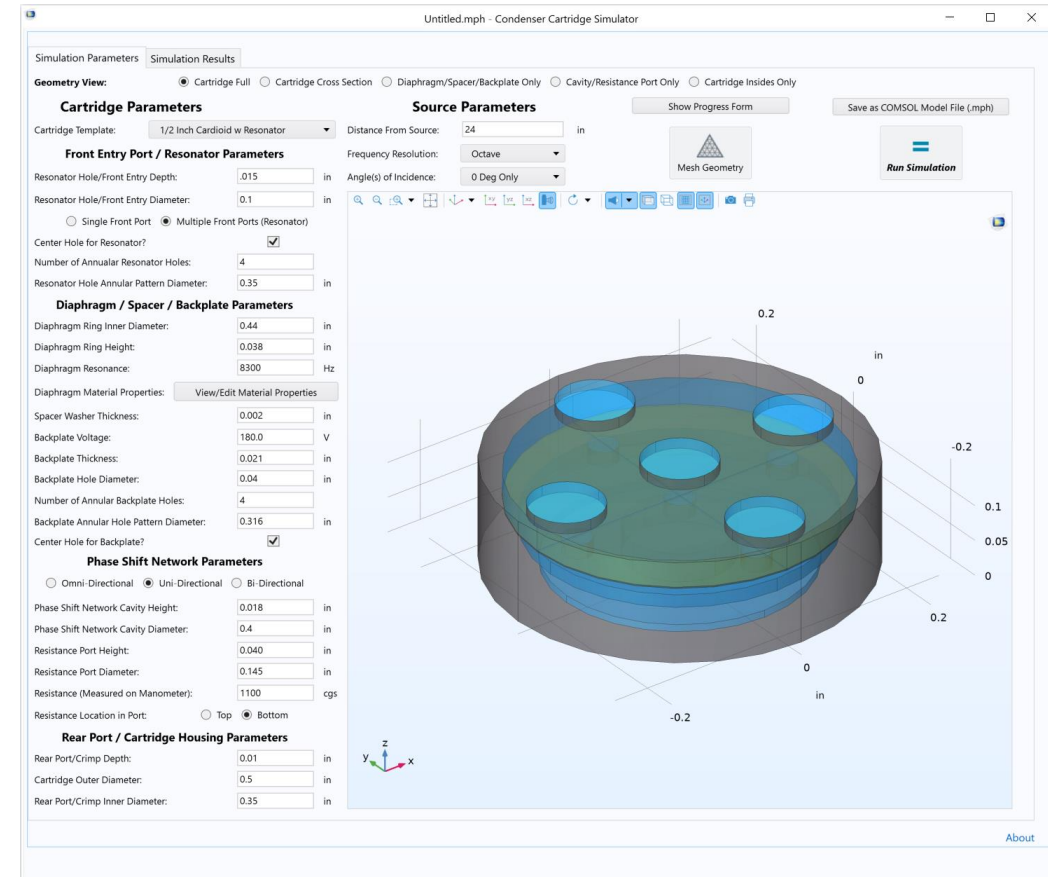 Untitled.mph - Condenser Cartridge Simulator
Simulation Parameters Simulation Results
Geometry View: Cartridge Full Cartridge Cross Section Diaphragm/Spacer/Backplate Only Cavity/Resistance Port Only Cartridge Insides Only
Cartridge Parameters
Cartridge Template: 1/2 Inch Cardioid w Resonator
Front Entry Port / Resonator Parameters
Resonator Hole/Front Entry Depth: .015 in
Resonator Hole/Front Entry Diameter: 0.1 in
Single Front Port Multiple Front Ports (Resonator)
Center Hole for Resonator?
Number of Annualar Resonator Holes: 4
Resonator Hole Annular Pattern Diameter: 0.35 in
Diaphragm / Spacer / Backplate Parameters
Diaphragm Ring Inner Diameter: 0.44 in
Diaphragm Ring Height: 0.038 in
Diaphragm Resonance: 8300 Hz
Diaphragm Material Properties: View/Edit Material Properties
Spacer Washer Thickness: 0.002 in
Backplate Voltage: 180.0 V
Backplate Thickness: 0.021 in
Backplate Hole Diameter: 0.04 in
Number of Annular Backplate Holes: 4
Backplate Annular Hole Pattern Diameter: 0.316 in
Center Hole for Backplate?
Phase Shift Network Parameters
Omni-Directional Uni-Directional Bi-Directional
Phase Shift Network Cavity Height: 0.018 in
Phase Shift Network Cavity Diameter: 0.4 in
Resistance Port Height: 0.040 in
Resistance Port Diameter: 0.145 in
Resistance (Measured on Manometer): 1100 cgs
Resistance Location in Port: Top Bottom
Rear Port / Cartridge Housing Parameters
Rear Port/Crimp Depth: 0.01 in
Cartridge Outer Diameter: 0.5 in
Rear Port/Crimp Inner Diameter: 0.35 in
Source Parameters
Distance From Source: 24 in
Frequency Resolution: Octave
Angle(s) of Incidence: 0 Deg Only
Show Progress Form
Save as COMSOL Model File (.mph)
Mesh Geometry
Run Simulation
xy yz xz
0.2
in
0
-0.2
0.1
0.05
0
0.2
0
in
-0.2
z
y x
About